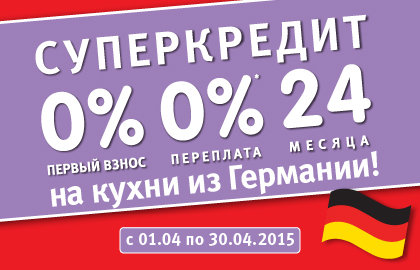 СУПЕРКРЕДИТ
0% 0%* 24
ПЕРВЫЙ ВЗНОС ПЕРЕПЛАТА МЕСЯЦА
на кухни из Германии!
с 01.04 по 30.04.2015